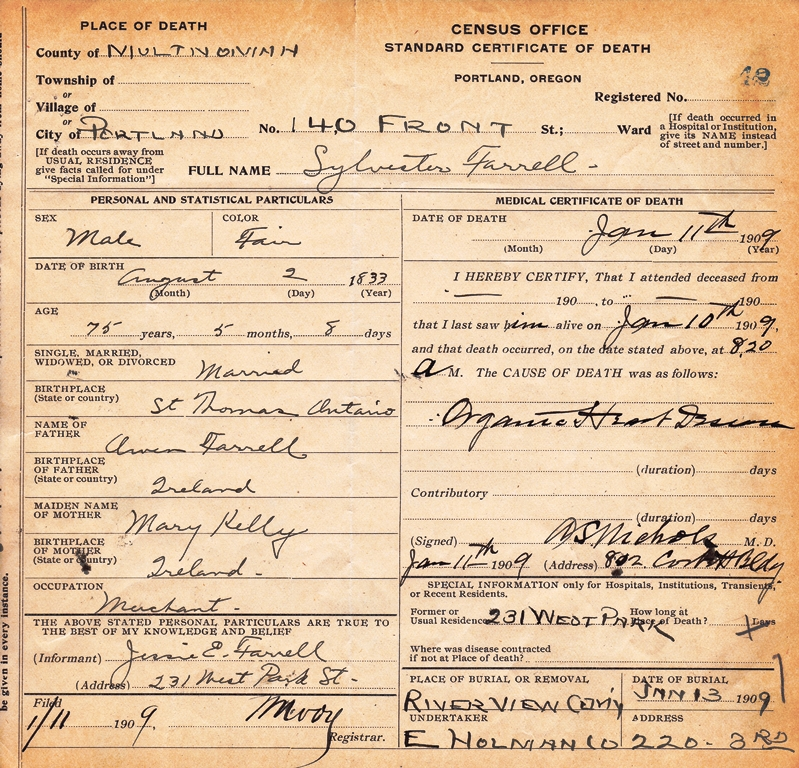 PLACE OF DEATH
County of MULTNOMAH
Township of
or
Village of
or
City of PORTLAND No. 140 FRONT St.; Ward
[If death occurs away from
USUAL RESIDENCE
give facts called for under
"Special Information"]
CENSUS OFFICE
STANDARD CERTIFICATE OF DEATH
PORTLAND, OREGON
Registered No. 42
[If death occurred in
a Hospital or Institution,
give its NAME instead
of street and number.]
FULL NAME Sylvester Farrell -
PERSONAL AND STATISTICAL PARTICULARS
SEX
Male
COLOR
Fair
DATE OF BIRTH
August 2 1833
(Month) (Day) (Year)
AGE
75 years, 5 months, 8 days
SINGLE, MARRIED,
WIDOWED, OR DIVORCED
Married
BIRTHPLACE
(State or country)
St Thomas Ontario
NAME OF
FATHER
Owen Farrell
BIRTHPLACE
OF FATHER
(State or country)
Ireland
MAIDEN NAME
OF MOTHER
Mary Kelly
BIRTHPLACE
OF MOTHER
(State or country)
Ireland -
OCCUPATION
Merchant -
THE ABOVE STATED PERSONAL PARTICULARS ARE TRUE TO
THE BEST OF MY KNOWLEDGE AND BELIEF
(Informant) Jessie E. Farrell
(Address) 231 West Park St -
Filed
1/11 1909.
Registrar.
MEDICAL CERTIFICATE OF DEATH
DATE OF DEATH
Jan 11th 1909
(Month) (Day) (Year)
I HEREBY CERTIFY, That I attended deceased from
— 190 , to — 190
that I last saw him alive on Jan 10th 1909,
and that death occurred, on the date stated above, at 8,20
a M. The CAUSE OF DEATH was as follows:
Organic Heart Disease
(duration) days
Contributory
(duration) days
(Signed) Nichols M. D.
Jan 11th 1909 (Address) 802 Corbett Bldg
SPECIAL INFORMATION only for Hospitals, Institutions, Transients,
or Recent Residents.
Former or
Usual Residence 231 WEST PARK
How long at
Place of Death? Days
Where was disease contracted
if not at Place of death?
PLACE OF BURIAL OR REMOVAL
RIVERVIEW CEM'Y
DATE OF BURIAL
JAN 13 1909
UNDERTAKER
E HOLMAN CO
ADDRESS
220 - 3RD
be given in every instance.